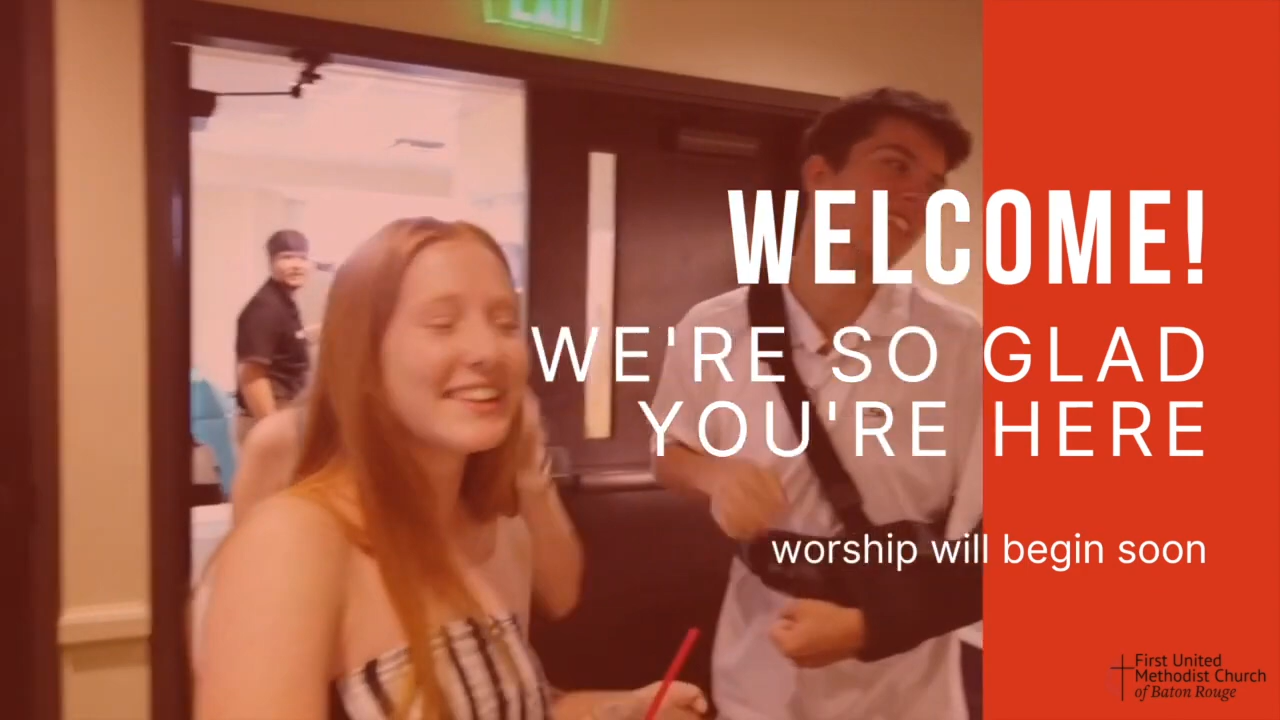 EXIT
WELCOME!
WE'RE SO GLAD
YOU'RE HERE
worship will begin soon
First United
Methodist Church
of Baton Rouge